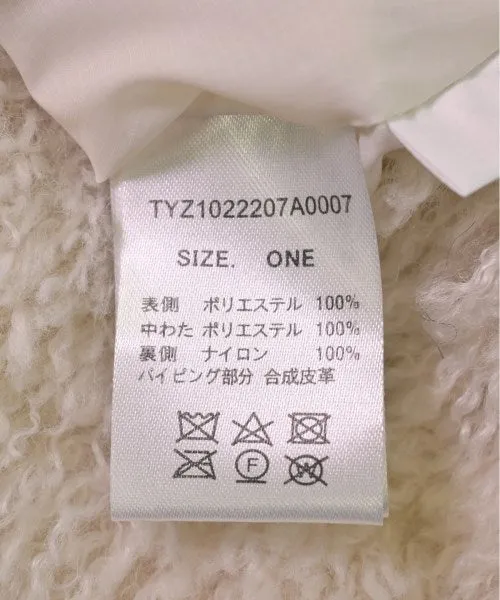 TYZ1022207A0007
SIZE. ONE
表側 ポリエステル 100%
中わた ポリエステル 100%
裏側 ナイロン 100%
パイピング部分 合成皮革
F
W